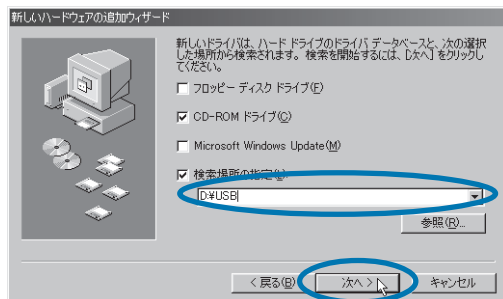 新しいハードウェアの追加ウィザード
新しいドライバは、ハード ドライブのドライバ データベースと、次の選択
した場所から検索されます。検索を開始するには、[次へ] をクリックし
てください。
フロッピー ディスク ドライブ(F)
CD-ROM ドライブ(C)
Microsoft Windows Update(M)
検索場所の指定(L)
D:¥USB
参照(R)...
< 戻る(B)
次へ >
キャンセル